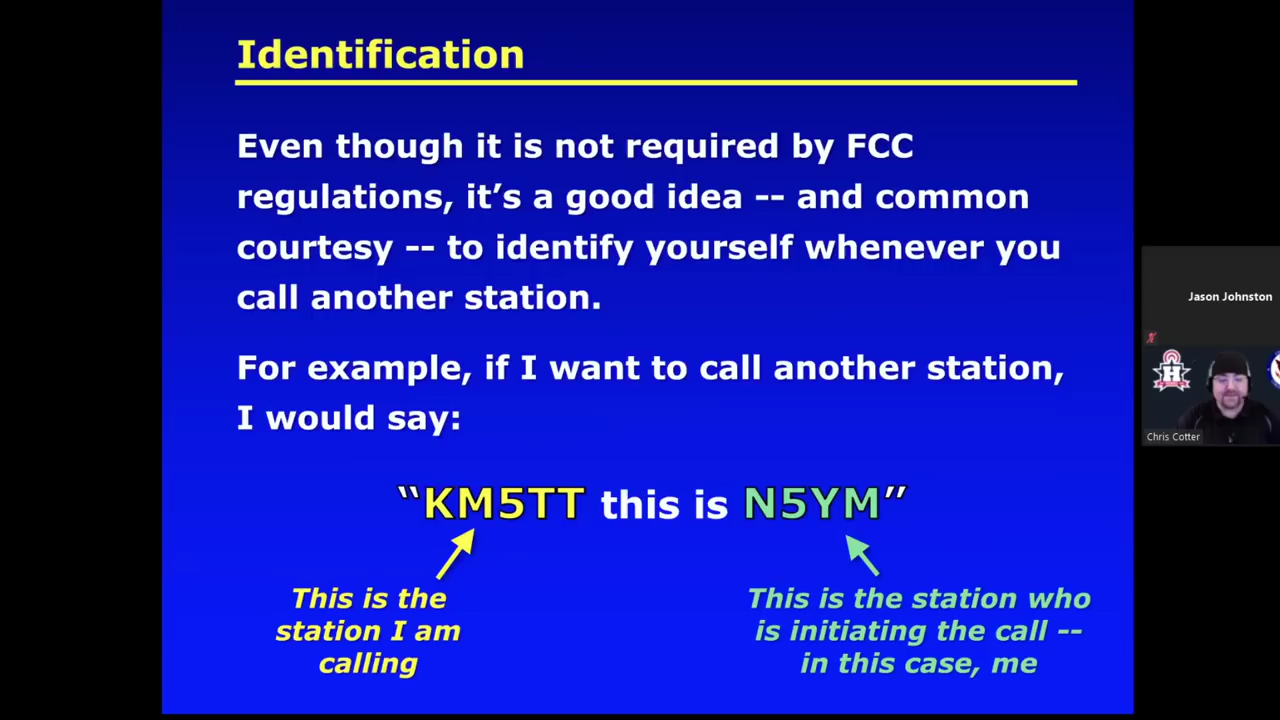 Identification
Even though it is not required by FCC
regulations, it’s a good idea -- and common
courtesy -- to identify yourself whenever you
call another station.
For example, if I want to call another station,
I would say:
“KM5TT this is N5YM”
This is the
station I am
calling
This is the station who
is initiating the call --
in this case, me
Jason Johnston
H
Chris Cotter